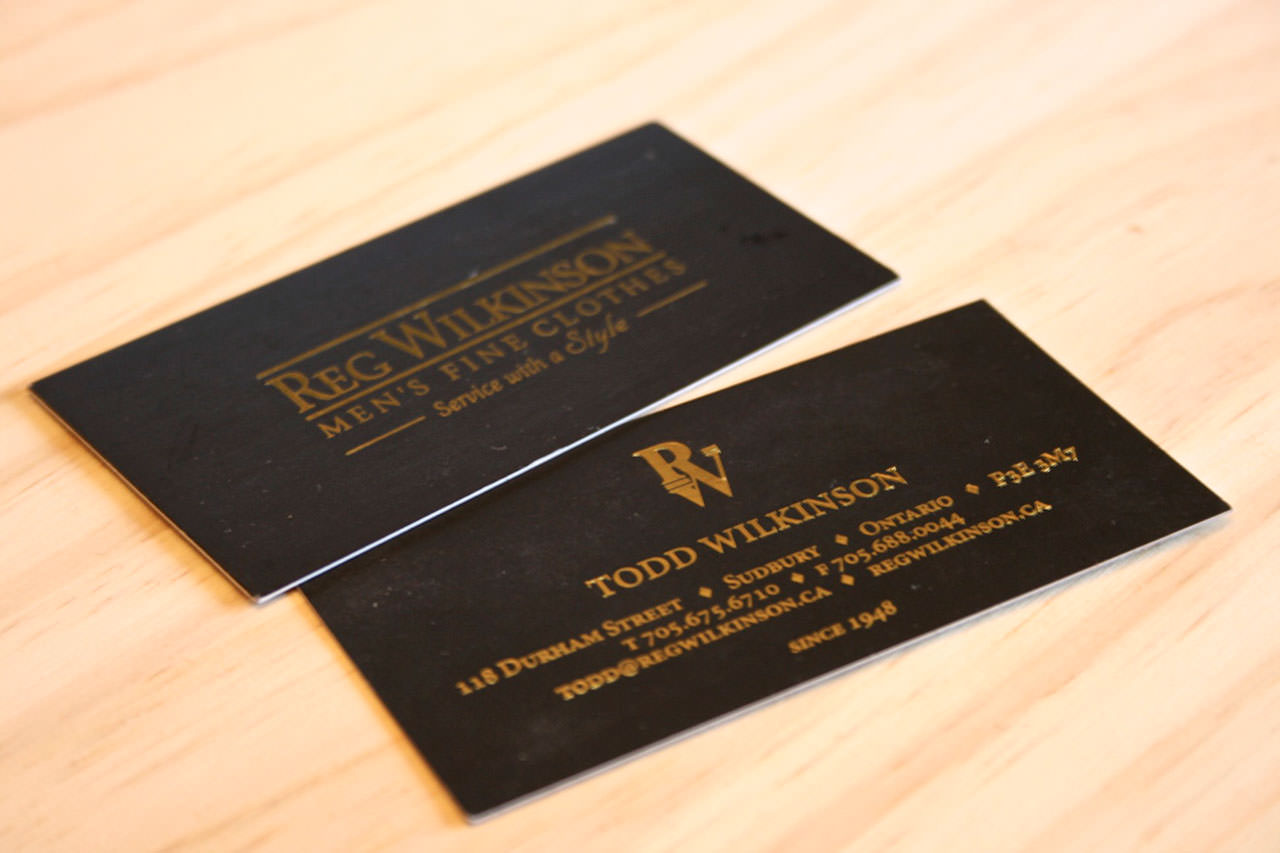 REG WILKINSON
MEN'S FINE CLOTHES
Service with a Style
RW
TODD WILKINSON
118 DURHAM STREET ♦ SUDBURY ♦ ONTARIO ♦ P3E 3M7
T 705.675.6710 ♦ F 705.688.0044
TODD@REGWILKINSON.CA ♦ REGWILKINSON.CA
SINCE 1948